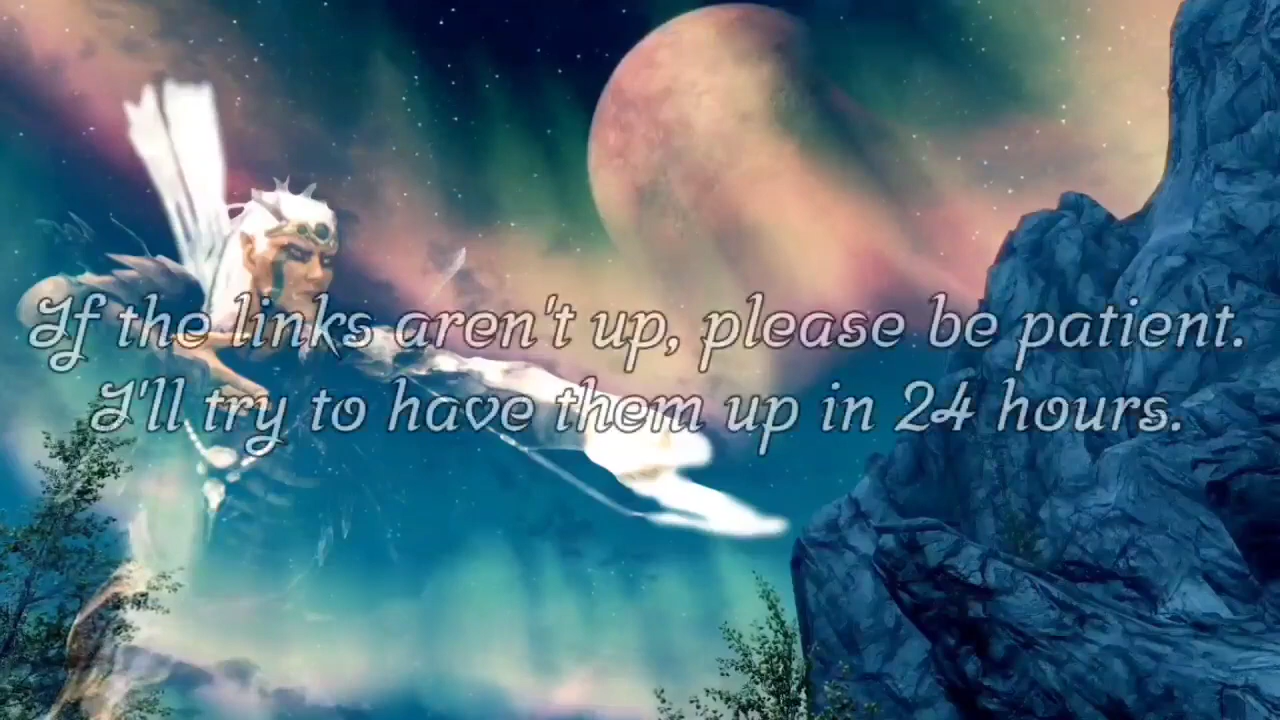 If the links aren't up, please be patient.
I'll try to have them up in 24 hours.